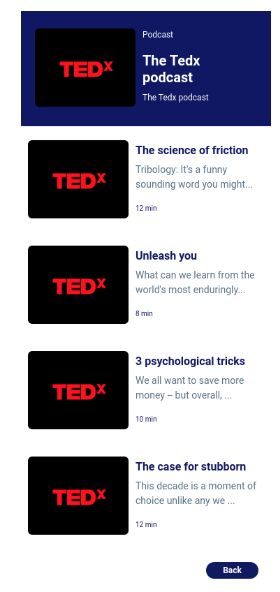 TEDx
Podcast
The Tedx
podcast
The Tedx podcast
TEDx
The science of friction
Tribology: It's a funny
sounding word you might...
12 min
TEDx
Unleash you
What can we learn from the
world's most enduringly...
8 min
TEDx
3 psychological tricks
We all want to save more
money – but overall, ...
10 min
TEDx
The case for stubborn
This decade is a moment of
choice unlike any we ...
12 min
Back